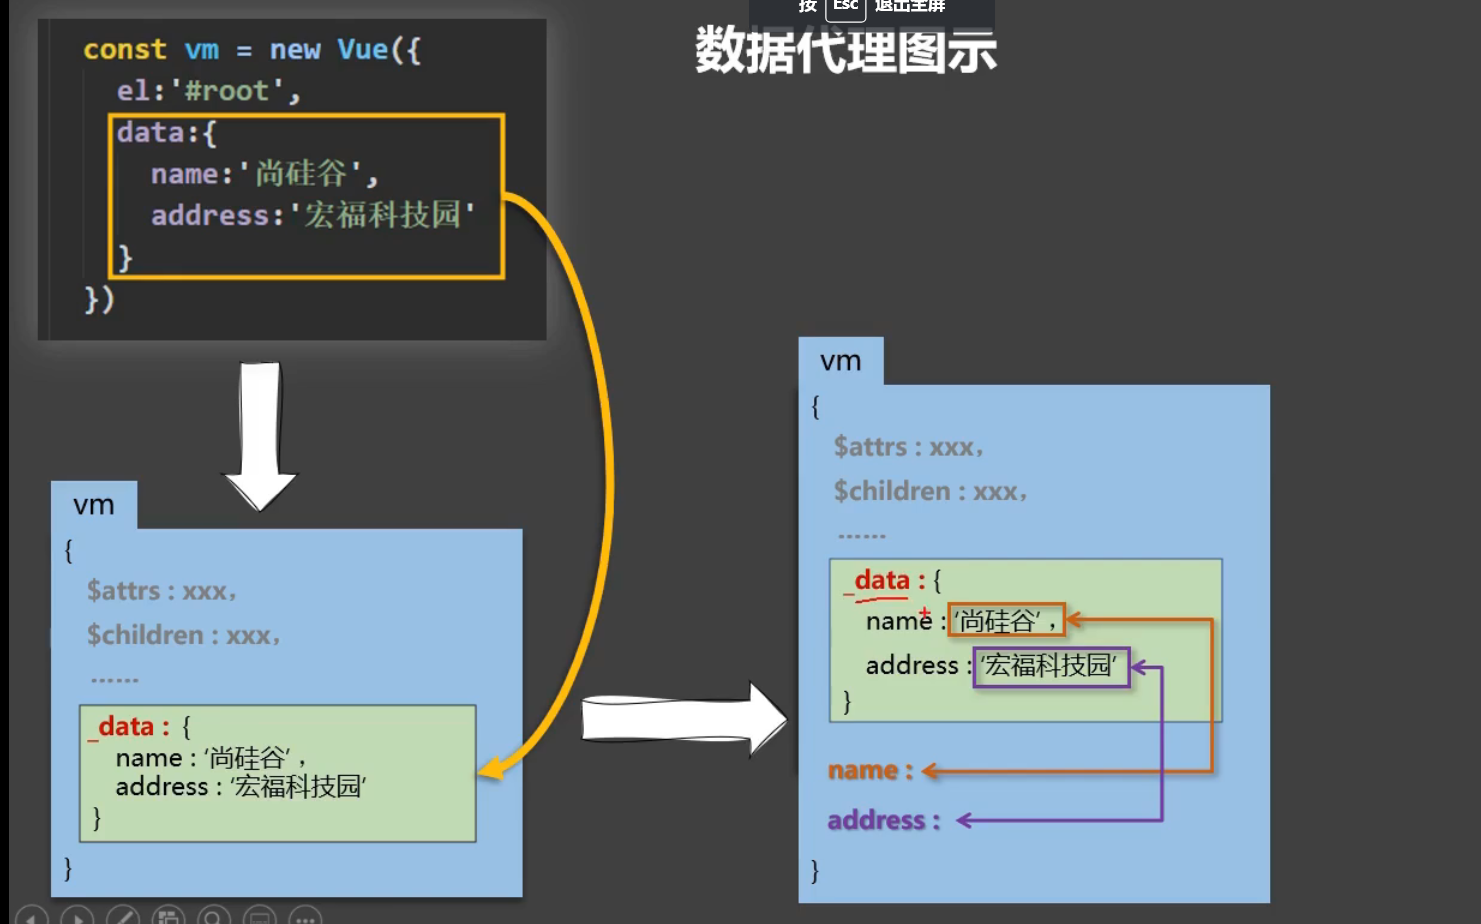 按 Esc 退出全屏
数据代理图示
const vm = new Vue({
el:'#root',
data:{
name:'尚硅谷',
address:'宏福科技园'
}
})
vm
{
$attrs : xxx,
$children : xxx,
……
_data : {
name : ‘尚硅谷’ ,
address : ‘宏福科技园’
}
}
vm
{
$attrs : xxx,
$children : xxx,
……
_data : {
name : ‘尚硅谷’ ,
address : ‘宏福科技园’
}
name :
address :
}